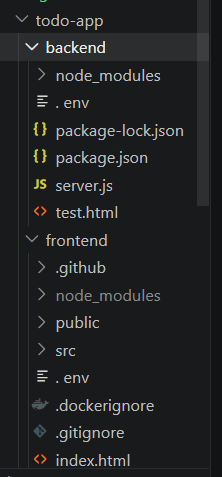 todo-app
backend
node_modules
. env
package-lock.json
package.json
server.js
test.html
frontend
.github
node_modules
public
src
. env
.dockerignore
.gitignore
index.html